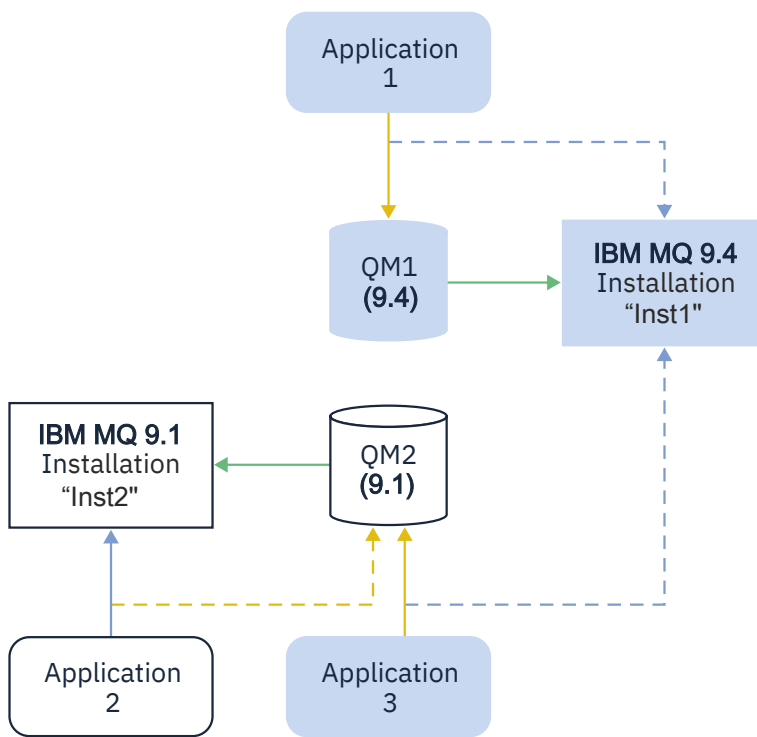 Application
1
QM1
(9.4)
IBM MQ 9.4
Installation
“Inst1"
IBM MQ 9.1
Installation
“Inst2"
QM2
(9.1)
Application
2
Application
3